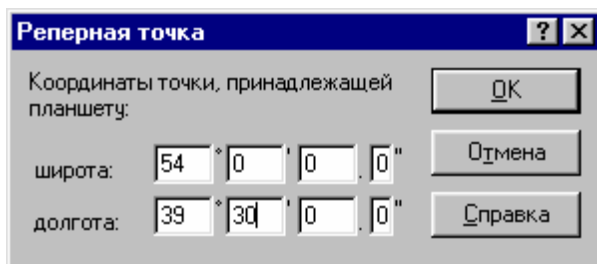 Реперная точка ? ×
Координаты точки, принадлежащей
планшету:
широта: 54 ° 0 ' 0 . 0 "
долгота: 39 ° 30 ' 0 . 0 "
OK
Отмена
Справка